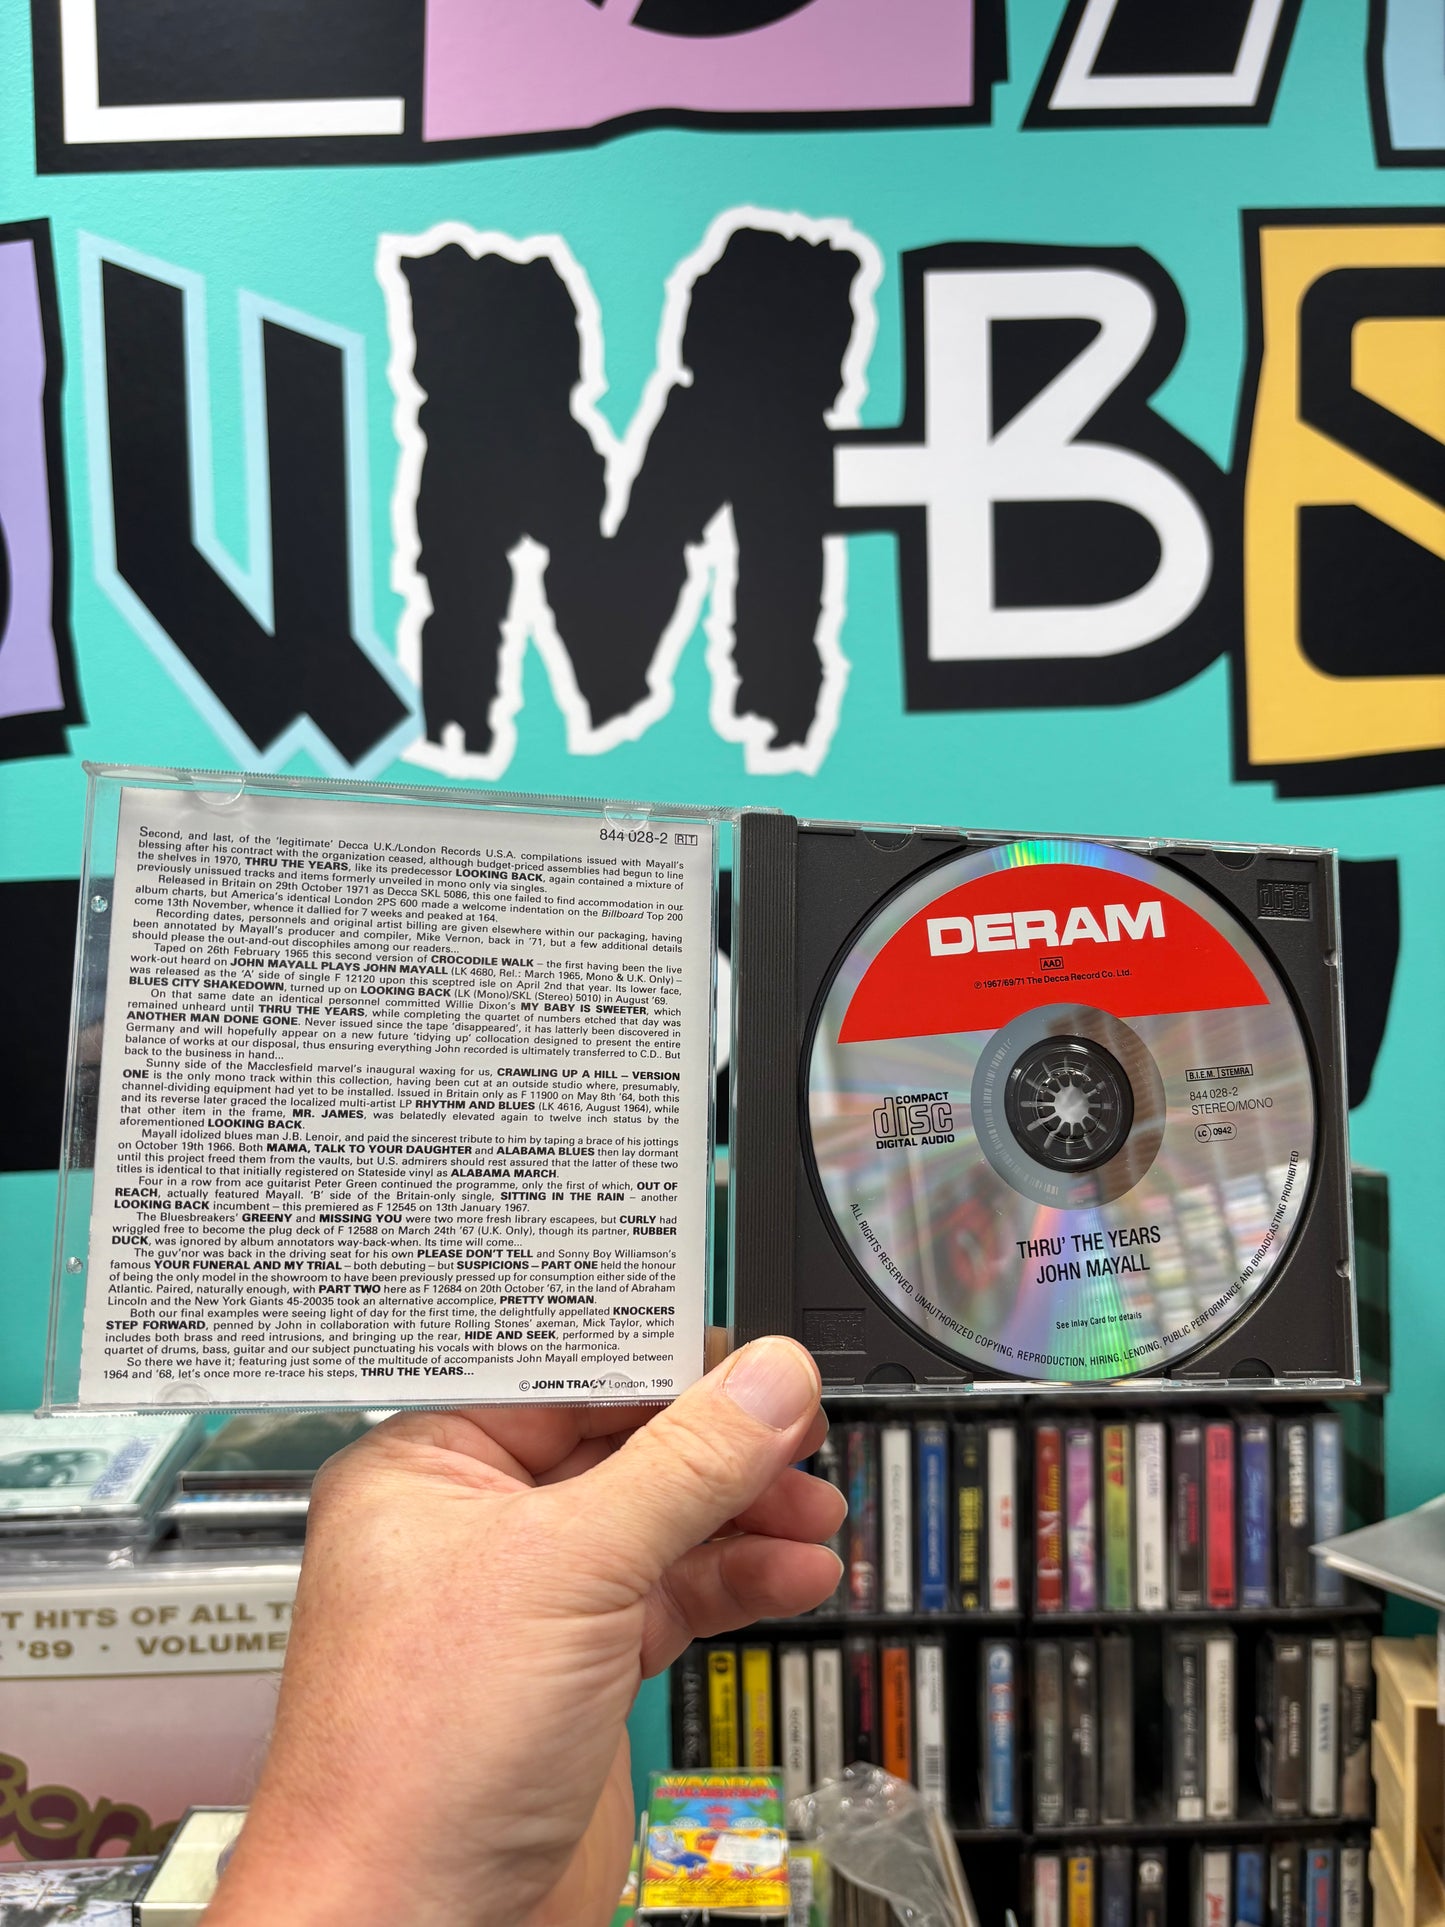 UMBS
844 028-2 RIT
Second, and last, of the 'legitimate' Decca U.K./London Records U.S.A. compilations issued with Mayall's
blessing after his contract with the organization ceased, although budget-priced assemblies had begun to line
the shelves in 1970, THRU THE YEARS, like its predecessor LOOKING BACK, again contained a mixture of
previously unissued tracks and items formerly unveiled in mono only via singles.
Released in Britain on 29th October 1971 as Decca SKL 5086, this one failed to find accommodation in our
album charts, but America's identical London 2PS 600 made a welcome indentation on the Billboard Top 200
come 13th November, whence it dallied for 7 weeks and peaked at 164.
Recording dates, personnels and original artist billing are given elsewhere within our packaging, having
been annotated by Mayall's producer and compiler, Mike Vernon, back in '71, but a few additional details
should please the out-and-out discophiles among our readers...
Taped on 26th February 1965 this second version of CROCODILE WALK – the first having been the live
work-out heard on JOHN MAYALL PLAYS JOHN MAYALL (LK 4680, Rel.: March 1965, Mono & U.K. Only) –
was released as the 'A' side of single F 12120 upon this sceptred isle on April 2nd that year. Its lower face,
BLUES CITY SHAKEDOWN, turned up on LOOKING BACK (LK (Mono)/SKL (Stereo) 5010) in August '69.
On that same date an identical personnel committed Willie Dixon's MY BABY IS SWEETER, which
remained unheard until THRU THE YEARS, while completing the quartet of numbers etched that day was
ANOTHER MAN DONE GONE. Never issued since the tape 'disappeared', it has latterly been discovered in
Germany and will hopefully appear on a new future 'tidying up' collocation designed to present the entire
balance of works at our disposal, thus ensuring everything John recorded is ultimately transferred to C.D.. But
back to the business in hand...
Sunny side of the Macclesfield marvel's inaugural waxing for us, CRAWLING UP A HILL – VERSION
ONE is the only mono track within this collection, having been cut at an outside studio where, presumably,
channel-dividing equipment had yet to be installed. Issued in Britain only as F 11900 on May 8th '64, both this
and its reverse later graced the localized multi-artist LP RHYTHM AND BLUES (LK 4616, August 1964), while
that other item in the frame, MR. JAMES, was belatedly elevated again to twelve inch status by the
aforementioned LOOKING BACK.
Mayall idolized blues man J.B. Lenoir, and paid the sincerest tribute to him by taping a brace of his jottings
on October 19th 1966. Both MAMA, TALK TO YOUR DAUGHTER and ALABAMA BLUES then lay dormant
until this project freed them from the vaults, but U.S. admirers should rest assured that the latter of these two
titles is identical to that initially registered on Stateside vinyl as ALABAMA MARCH.
Four in a row from ace guitarist Peter Green continued the programme, only the first of which, OUT OF
REACH, actually featured Mayall. 'B' side of the Britain-only single, SITTING IN THE RAIN – another
LOOKING BACK incumbent – this premiered as F 12545 on 13th January 1967.
The Bluesbreakers' GREENY and MISSING YOU were two more fresh library escapees, but CURLY had
wriggled free to become the plug deck of F 12588 on March 24th '67 (U.K. Only), though its partner, RUBBER
DUCK, was ignored by album annotators way-back-when. Its time will come...
The guv'nor was back in the driving seat for his own PLEASE DON'T TELL and Sonny Boy Williamson's
famous YOUR FUNERAL AND MY TRIAL – both debuting – but SUSPICIONS – PART ONE held the honour
of being the only model in the showroom to have been previously pressed up for consumption either side of the
Atlantic. Paired, naturally enough, with PART TWO here as F 12684 on 20th October '67, in the land of Abraham
Lincoln and the New York Giants 45-20035 took an alternative accomplice, PRETTY WOMAN.
Both our final examples were seeing light of day for the first time, the delightfully appellated KNOCKERS
STEP FORWARD, penned by John in collaboration with future Rolling Stones' axeman, Mick Taylor, which
includes both brass and reed intrusions, and bringing up the rear, HIDE AND SEEK, performed by a simple
quartet of drums, bass, guitar and our subject punctuating his vocals with blows on the harmonica.
So there we have it; featuring just some of the multitude of accompanists John Mayall employed between
1964 and '68, let's once more re-trace his steps, THRU THE YEARS...
© JOHN TRACY London, 1990
DERAM
AAD
℗ 1967/69/71 The Decca Record Co. Ltd.
COMPACT
disc
DIGITAL AUDIO
B.I.E.M. STEMRA
844 028-2
STEREO/MONO
LC 0942
THRU' THE YEARS
JOHN MAYALL
See Inlay Card for details
ALL RIGHTS RESERVED. UNAUTHORIZED COPYING, REPRODUCTION, HIRING, LENDING, PUBLIC PERFORMANCE AND BROADCASTING PROHIBITED
T HITS OF ALL T
'89 · VOLUME